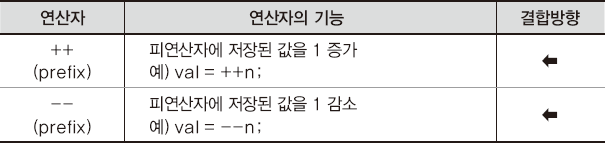 연산자 연산자의 기능 결합방향
++ 피연산자에 저장된 값을 1 증가
(prefix) 예) val = ++n; ⬅
-- 피연산자에 저장된 값을 1 감소
(prefix) 예) val = --n; ⬅